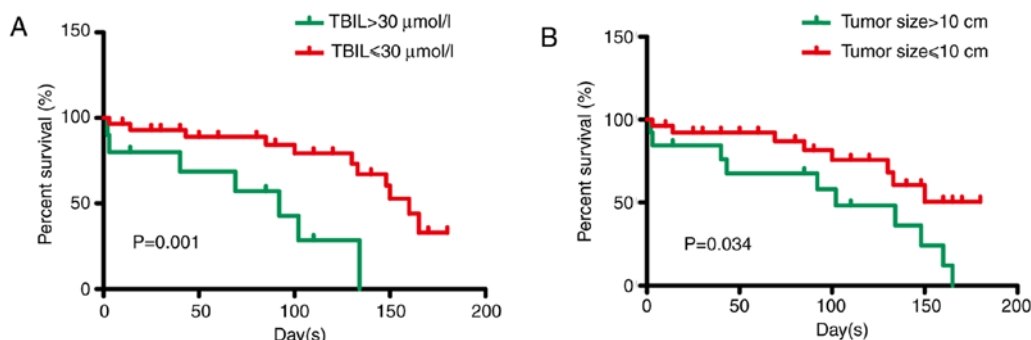 A
TBIL>30 μmol/l
TBIL⩽30 μmol/l
Percent survival (%)
150
100
50
0
P=0.001
0 50 100 150 200
Day(s)
B
Tumor size>10 cm
Tumor size⩽10 cm
Percent survival (%)
150
100
50
0
P=0.034
0 50 100 150 200
Day(s)